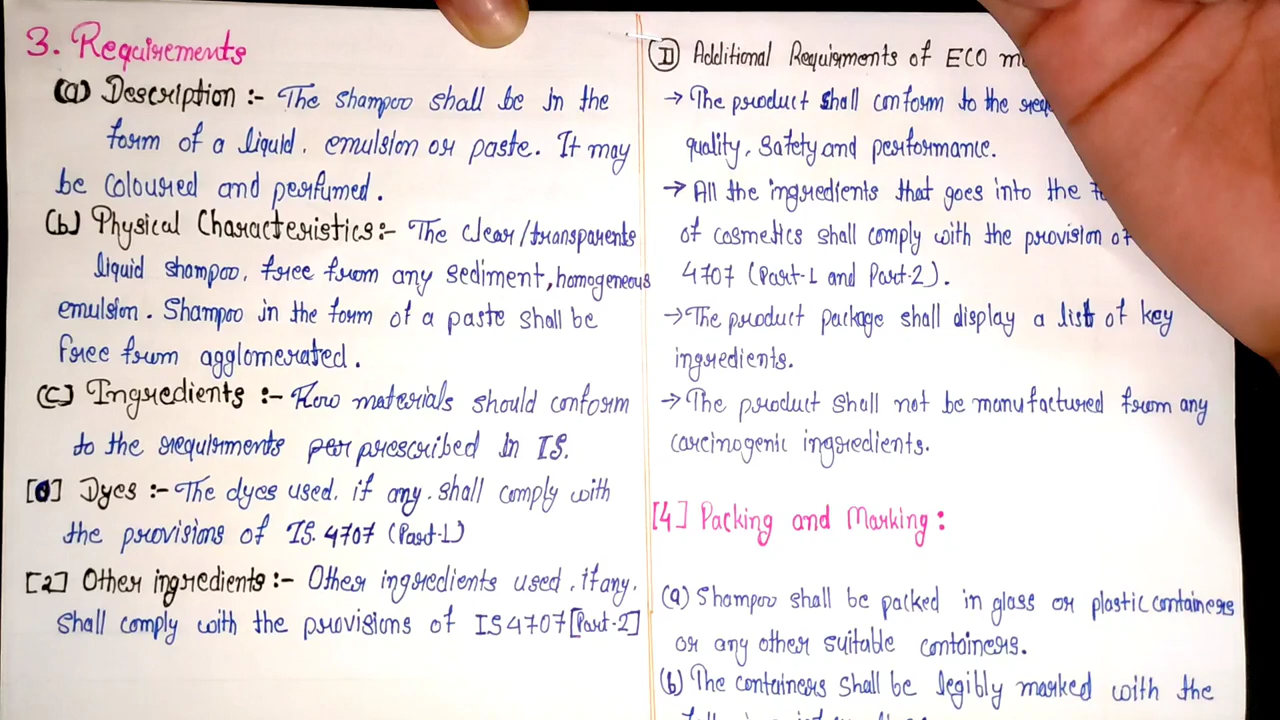 3. Requirements
(a) Description :- The shampoo shall be in the
form of a liquid, emulsion or paste. It may
be coloured and perfumed.
(b) Physical Characteristics:- The clear/transparents
liquid shampoo, free from any sediment, homogeneous
emulsion. Shampoo in the form of a paste shall be
free from agglomerated.
(c) Ingredients :- Raw materials should conform
to the requirments per prescribed in IS.
Dyes :- The dyes used, if any, shall comply with
the provisions of IS. 4707 (Part-1)
[2] Other ingredients :- Other ingredients used, if any,
shall comply with the provisions of IS 4707 [Part-2]
Additional Requirments of ECO
→ The product shall conform to the
quality, safety and performance.
→ All the ingredients that goes into the
of cosmetics shall comply with the provision of
4707 (Part-1 and Part-2).
→ The product package shall display a list of key
ingredients.
→ The product shall not be manufactured from any
carcinogenic ingredients.
[4] Packing and Marking:
(a) Shampoo shall be packed in glass or plastic containers
or any other suitable containers.
(b) The containers shall be legibly marked with the